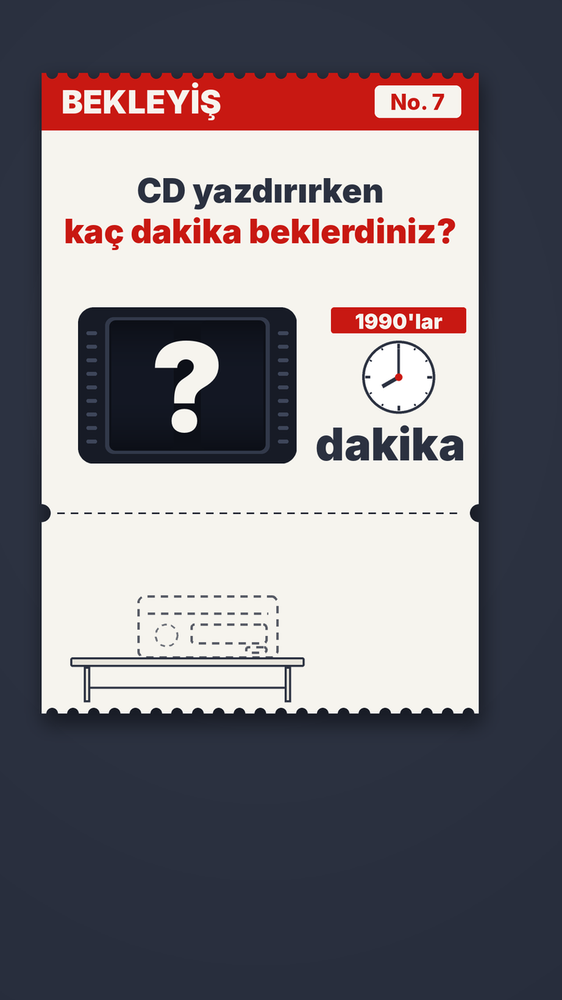 BEKLEYİŞ
No. 7
CD yazdırırken
kaç dakika beklerdiniz?
?
1990'lar
dakika